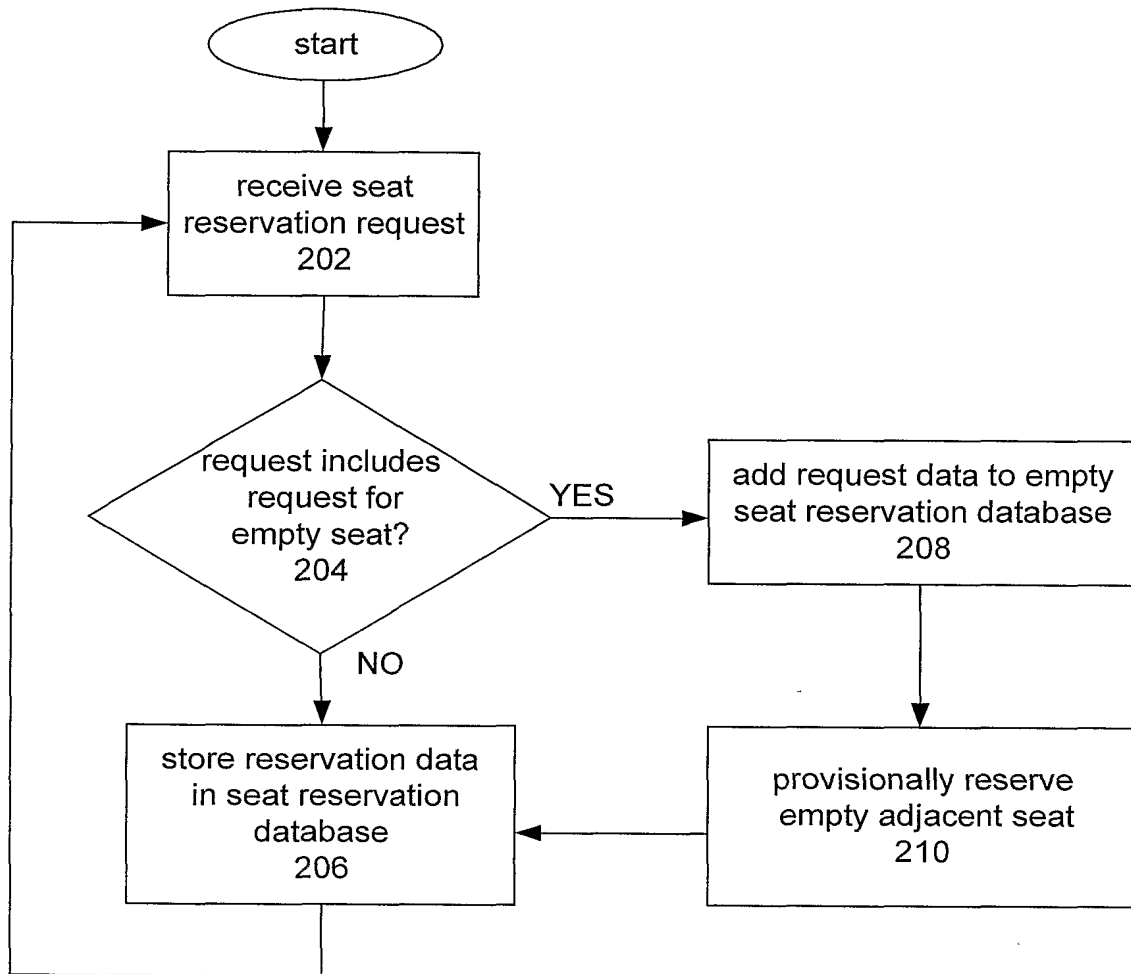 start
receive seat
reservation request
202
request includes
request for
empty seat?
204
YES
NO
add request data to empty
seat reservation database
208
store reservation data
in seat reservation
database
206
provisionally reserve
empty adjacent seat
210